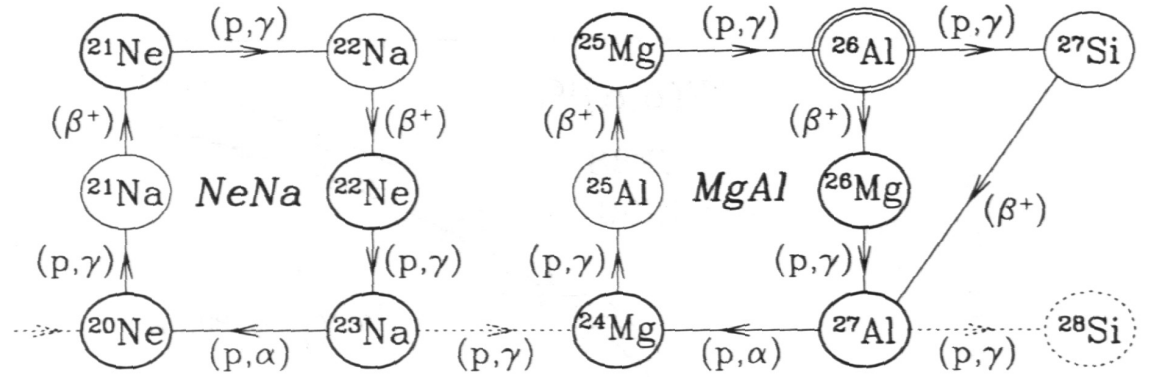 (p,γ) (p,γ) (p,γ)
²¹Ne ²²Na ²⁵Mg ²⁶Al ²⁷Si
(β⁺) (β⁺) (β⁺) (β⁺)
²¹Na NeNa ²²Ne ²⁵Al MgAl ²⁶Mg
(β⁺)
(p,γ) (p,γ) (p,γ) (p,γ)
²⁰Ne ²³Na ²⁴Mg ²⁷Al ²⁸Si
(p,α) (p,γ) (p,α) (p,γ)